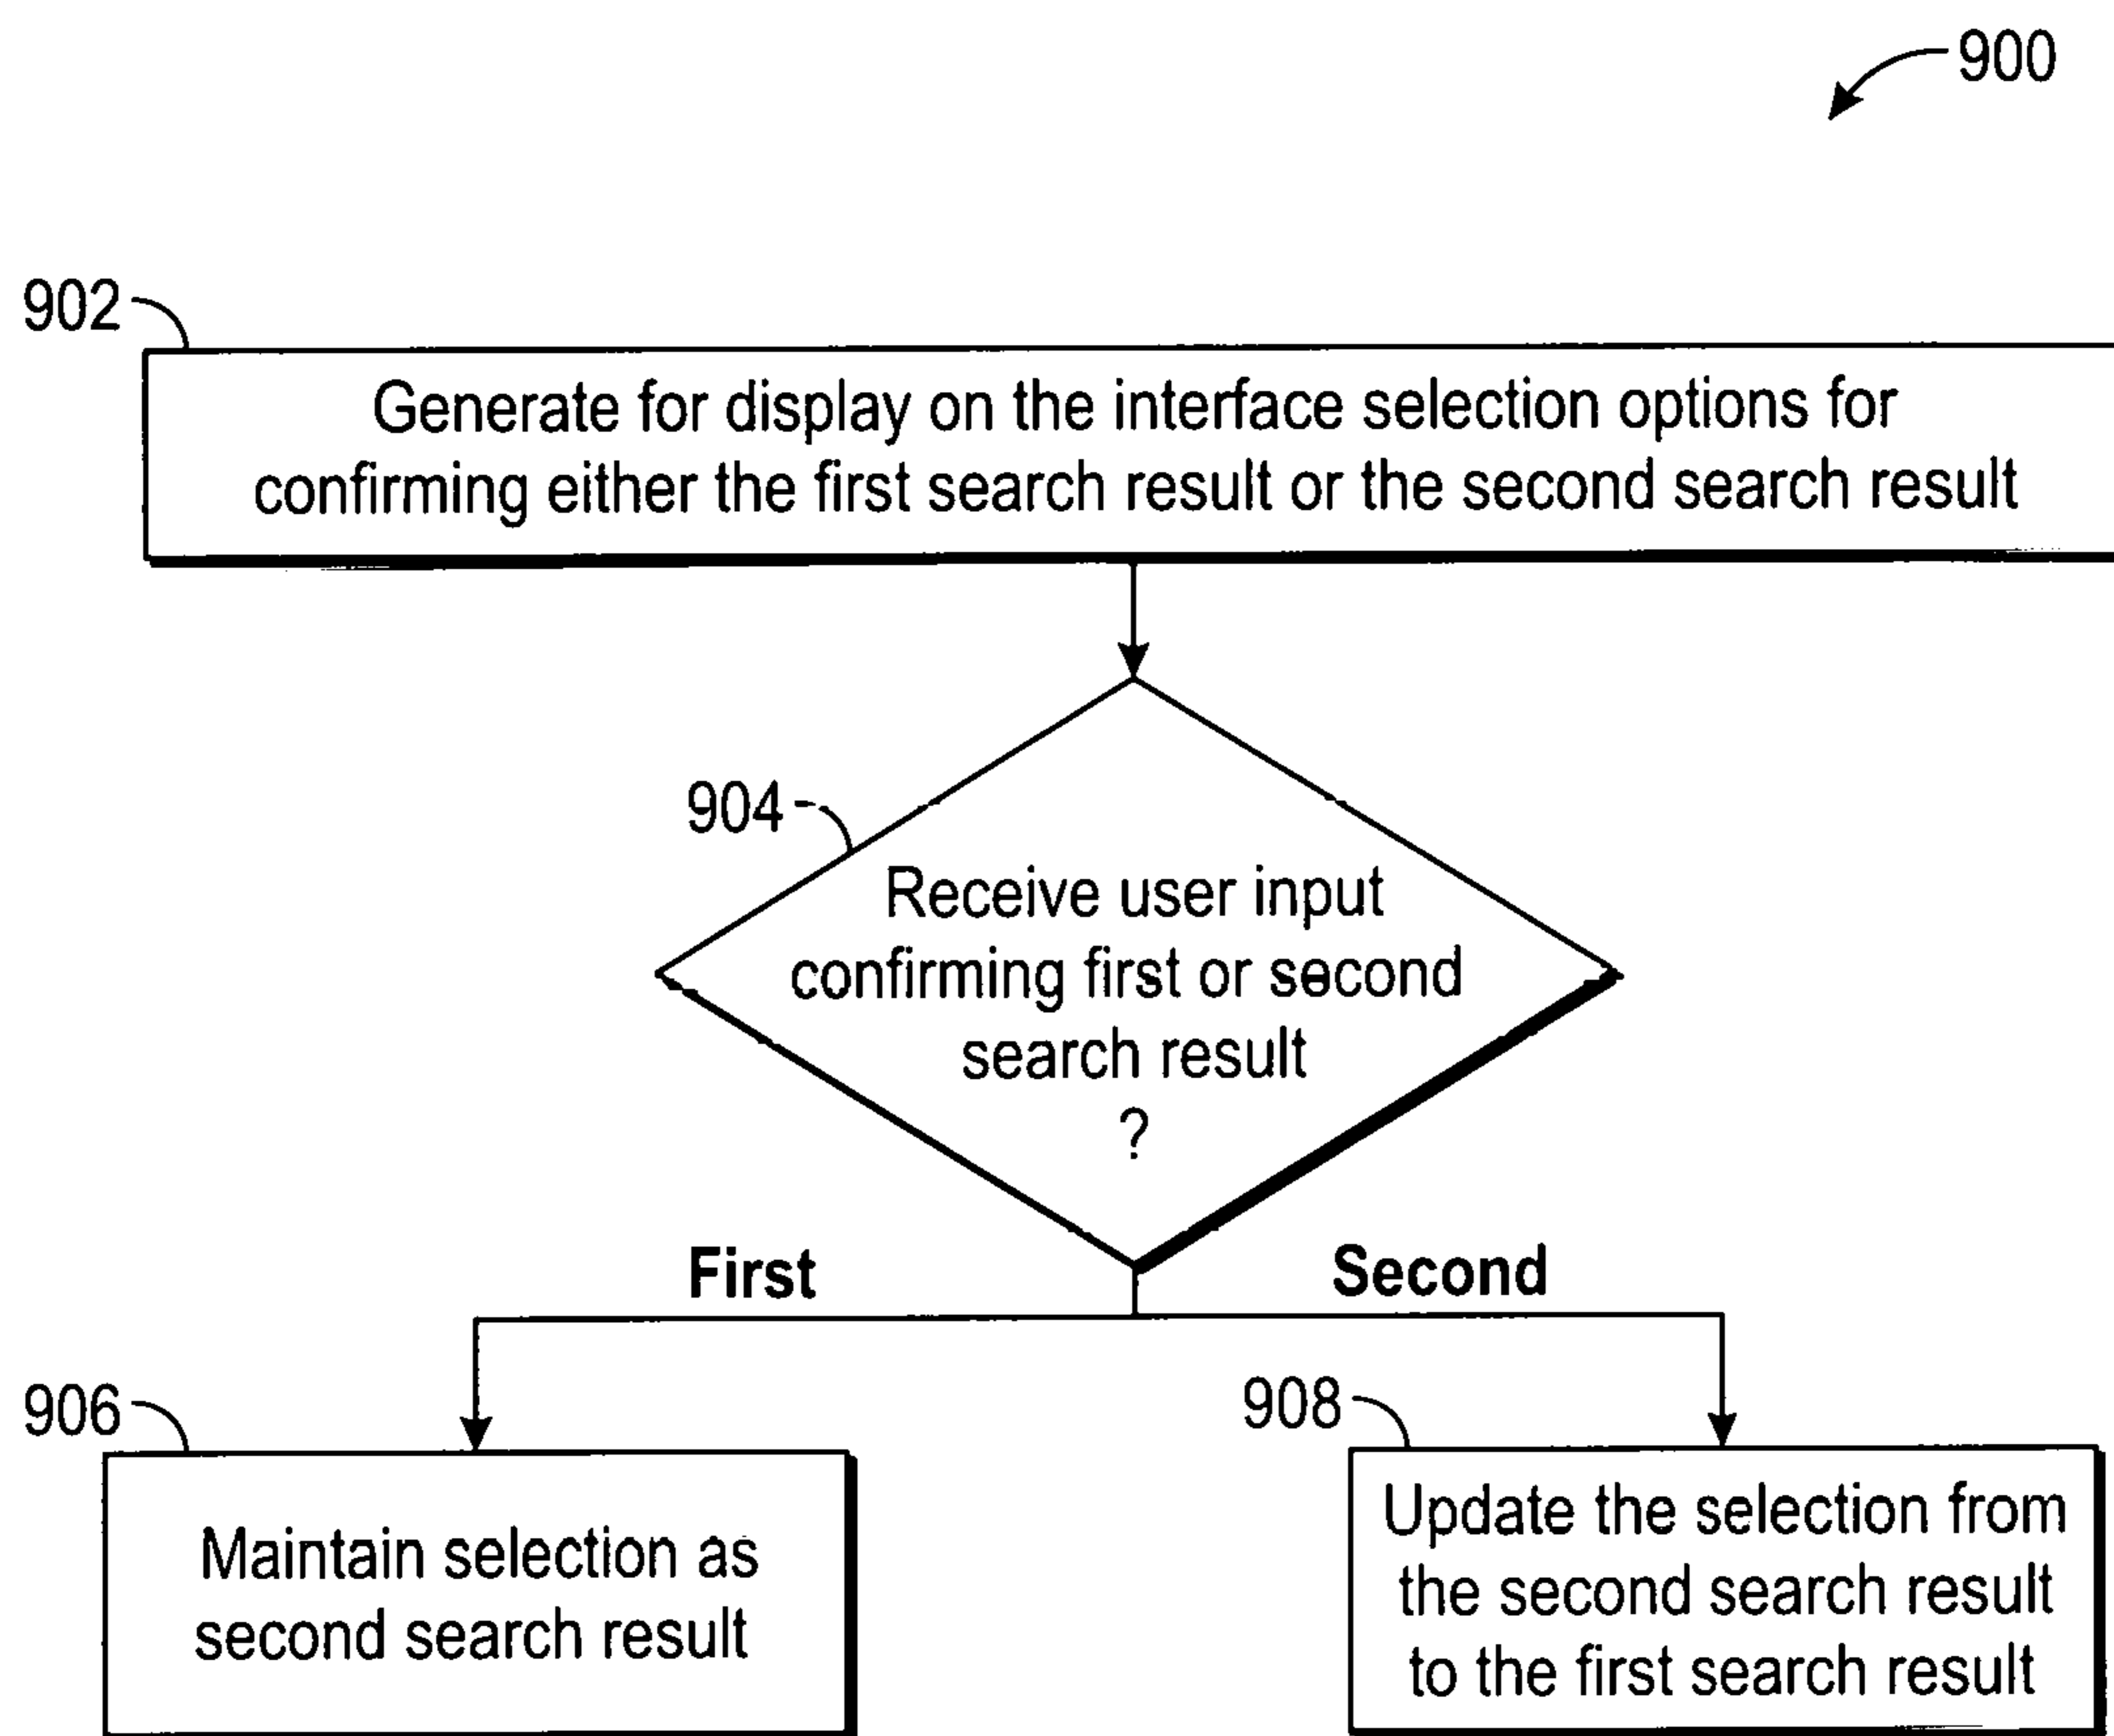 900
902
Generate for display on the interface selection options for
confirming either the first search result or the second search result
904
Receive user input
confirming first or second
search result
?
First
Second
906
Maintain selection as
second search result
908
Update the selection from
the second search result
to the first search result